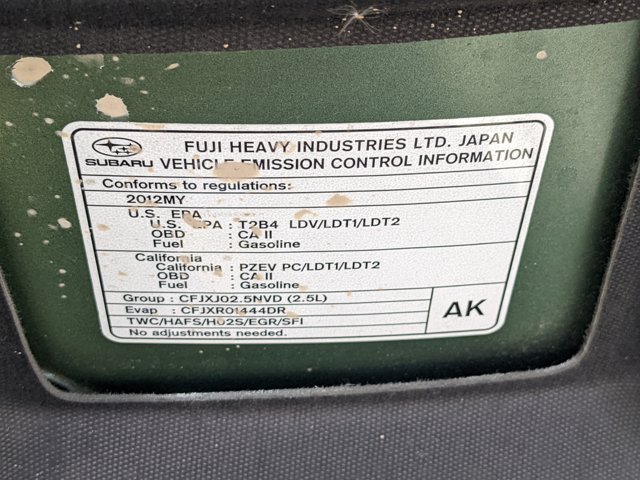 FUJI HEAVY INDUSTRIES LTD. JAPAN
SUBARU VEHICLE EMISSION CONTROL INFORMATION
Conforms to regulations:
2012MY
U.S. EPA
U.S. EPA : T2B4 LDV/LDT1/LDT2
OBD : CA II
Fuel : Gasoline
California
California : PZEV PC/LDT1/LDT2
OBD : CA II
Fuel : Gasoline
Group : CFJXJ02.5NVD (2.5L)
Evap : CFJXR01444DR
TWC/HAFS/HO2S/EGR/SFI
No adjustments needed.
AK